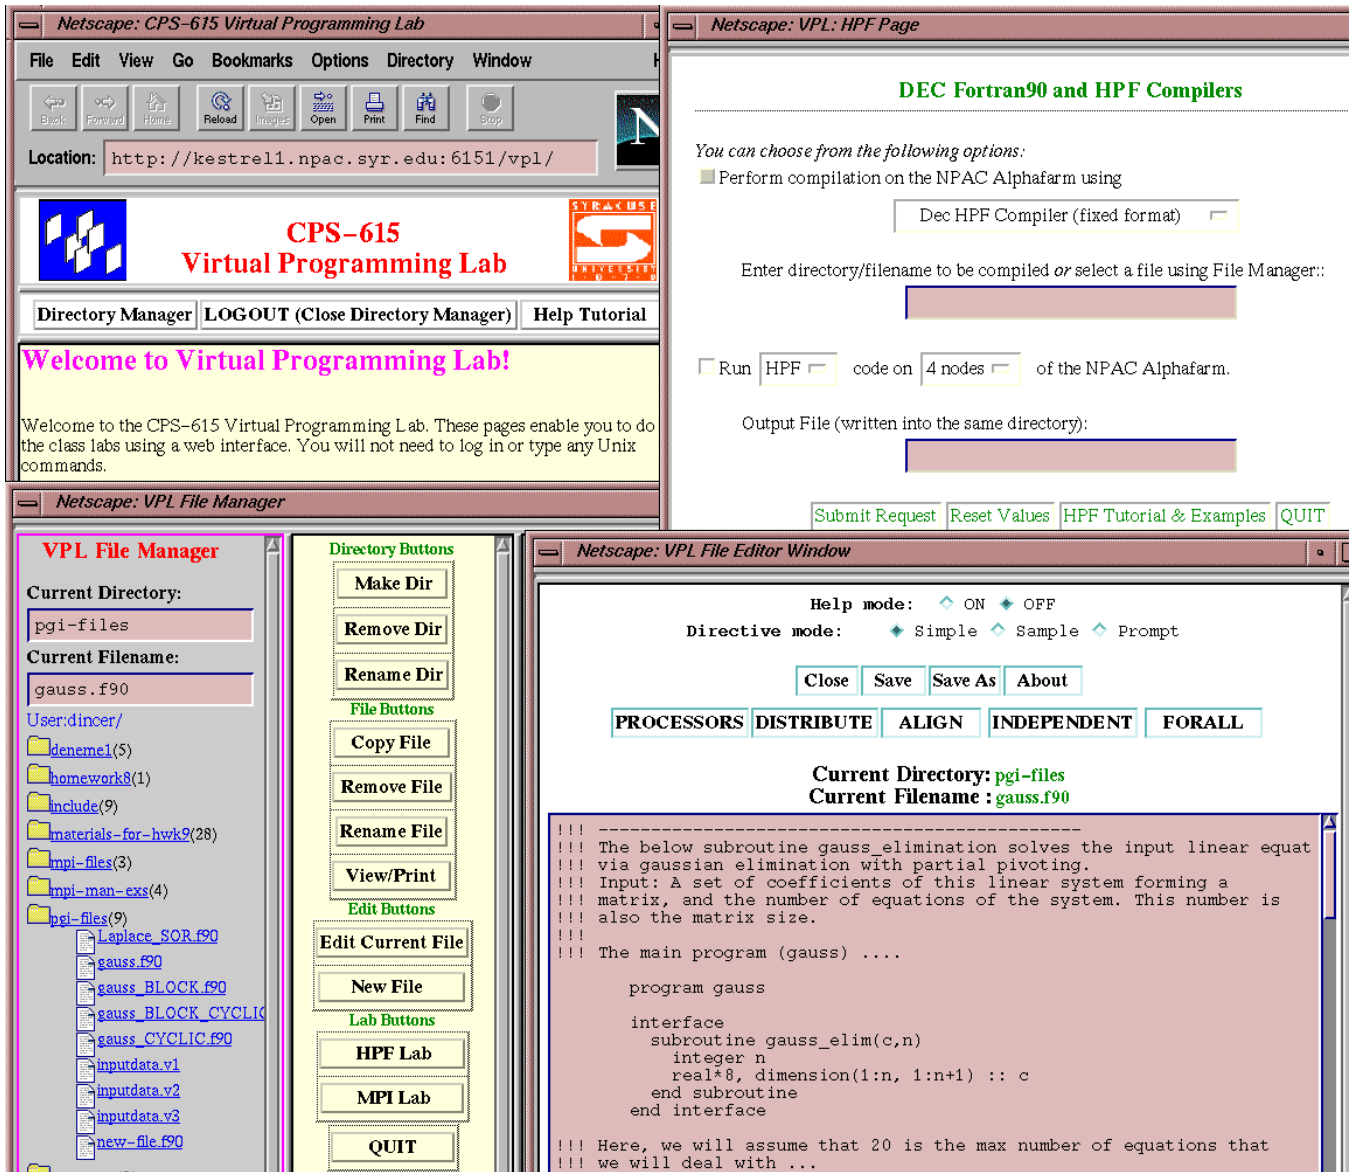 Netscape: CPS-615 Virtual Programming Lab
File Edit View Go Bookmarks Options Directory Window
Back Forward Home Reload Images Open Print Find Stop
N
Location: http://kestrel1.npac.syr.edu:6151/vpl/
SYRACUSE
UNIVERSITY
1 8 7 0
CPS-615
Virtual Programming Lab
Directory Manager LOGOUT (Close Directory Manager) Help Tutorial
Welcome to Virtual Programming Lab!
Welcome to the CPS-615 Virtual Programming Lab. These pages enable you to do
the class labs using a web interface. You will not need to log in or type any Unix
commands.
Netscape: VPL: HPF Page
DEC Fortran90 and HPF Compilers
You can choose from the following options:
Perform compilation on the NPAC Alphafarm using
Dec HPF Compiler (fixed format)
Enter directory/filename to be compiled or select a file using File Manager::
Run HPF code on 4 nodes of the NPAC Alphafarm.
Output File (written into the same directory):
Submit Request Reset Values HPF Tutorial & Examples QUIT
Netscape: VPL File Manager
VPL File Manager
Current Directory:
pgi-files
Current Filename:
gauss.f90
User:dincer/
deneme1(5)
homework8(1)
include(9)
materials-for-hwk9(28)
mpi-files(3)
mpi-man-exs(4)
pgi-files(9)
Laplace_SOR.f90
gauss.f90
gauss_BLOCK.f90
gauss_BLOCK_CYCLIC
gauss_CYCLIC.f90
inputdata.v1
inputdata.v2
inputdata.v3
new-file.f90
Directory Buttons
Make Dir
Remove Dir
Rename Dir
File Buttons
Copy File
Remove File
Rename File
View/Print
Edit Buttons
Edit Current File
New File
Lab Buttons
HPF Lab
MPI Lab
QUIT
Netscape: VPL File Editor Window
Help mode: ON OFF
Directive mode: Simple Sample Prompt
Close Save Save As About
PROCESSORS DISTRIBUTE ALIGN INDEPENDENT FORALL
Current Directory: pgi-files
Current Filename : gauss.f90
!!! ------------------------------------------
!!! The below subroutine gauss_elimination solves the input linear equat
!!! via gaussian elimination with partial pivoting.
!!! Input: A set of coefficients of this linear system forming a
!!! matrix, and the number of equations of the system. This number is
!!! also the matrix size.
!!!
!!! The main program (gauss) ....
program gauss
interface
subroutine gauss_elim(c,n)
integer n
real*8, dimension(1:n, 1:n+1) :: c
end subroutine
end interface
!!! Here, we will assume that 20 is the max number of equations that
!!! we will deal with ...